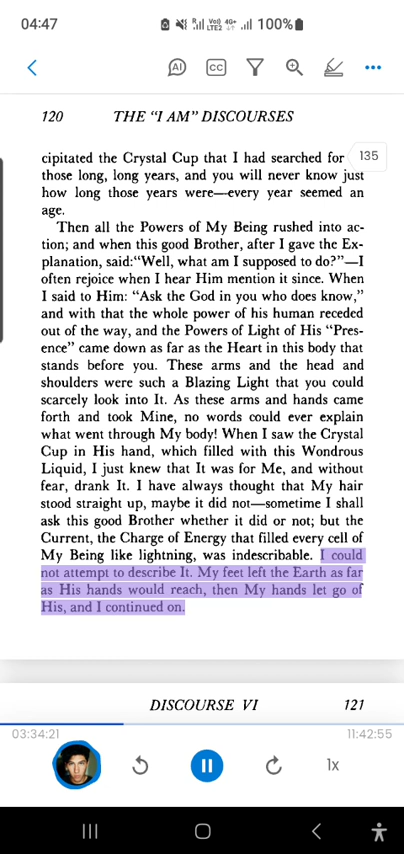 04:47
Vo)) 4G+
R.ıl LTE2 100%
AI CC
135
120 THE "I AM" DISCOURSES
cipitated the Crystal Cup that I had searched for
those long, long years, and you will never know just
how long those years were—every year seemed an
age.
Then all the Powers of My Being rushed into ac-
tion; and when this good Brother, after I gave the Ex-
planation, said:“Well, what am I supposed to do?”—I
often rejoice when I hear Him mention it since. When
I said to Him: “Ask the God in you who does know,”
and with that the whole power of his human receded
out of the way, and the Powers of Light of His “Pres-
ence” came down as far as the Heart in this body that
stands before you. These arms and the head and
shoulders were such a Blazing Light that you could
scarcely look into It. As these arms and hands came
forth and took Mine, no words could ever explain
what went through My body! When I saw the Crystal
Cup in His hand, which filled with this Wondrous
Liquid, I just knew that It was for Me, and without
fear, drank It. I have always thought that My hair
stood straight up, maybe it did not—sometime I shall
ask this good Brother whether it did or not; but the
Current, the Charge of Energy that filled every cell of
My Being like lightning, was indescribable. I could
not attempt to describe It. My feet left the Earth as far
as His hands would reach, then My hands let go of
His, and I continued on.
DISCOURSE VI 121
03:34:21 11:42:55
1x